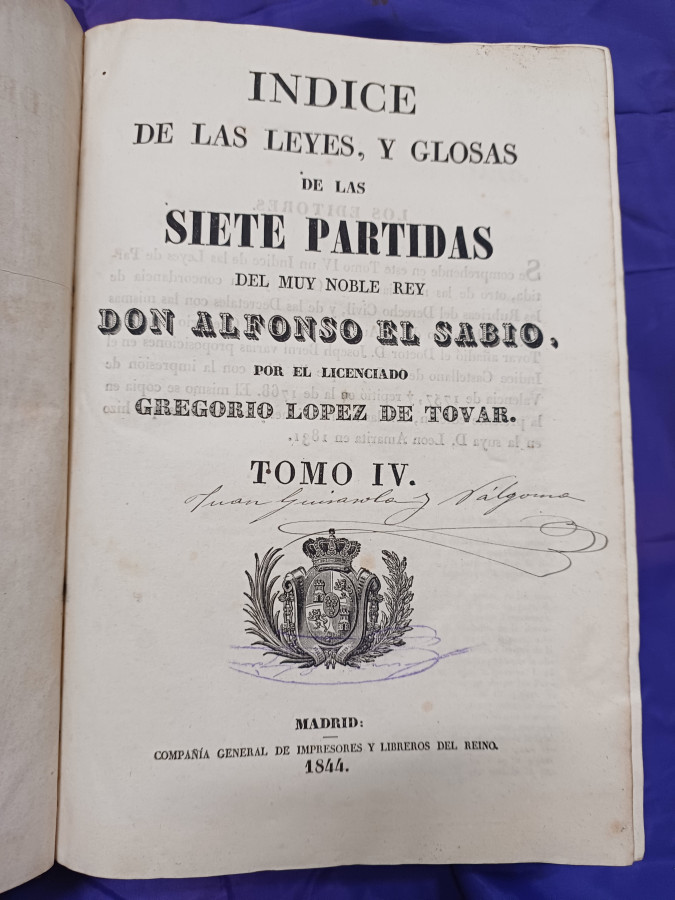 INDICE
DE LAS LEYES, Y GLOSAS
DE LAS
SIETE PARTIDAS
DEL MUY NOBLE REY
DON ALFONSO EL SABIO,
POR EL LICENCIADO
GREGORIO LOPEZ DE TOVAR.
TOMO IV.
Juan Guisasola y Válgoma
MADRID:
COMPAÑÍA GENERAL DE IMPRESORES Y LIBREROS DEL REINO.
1844.